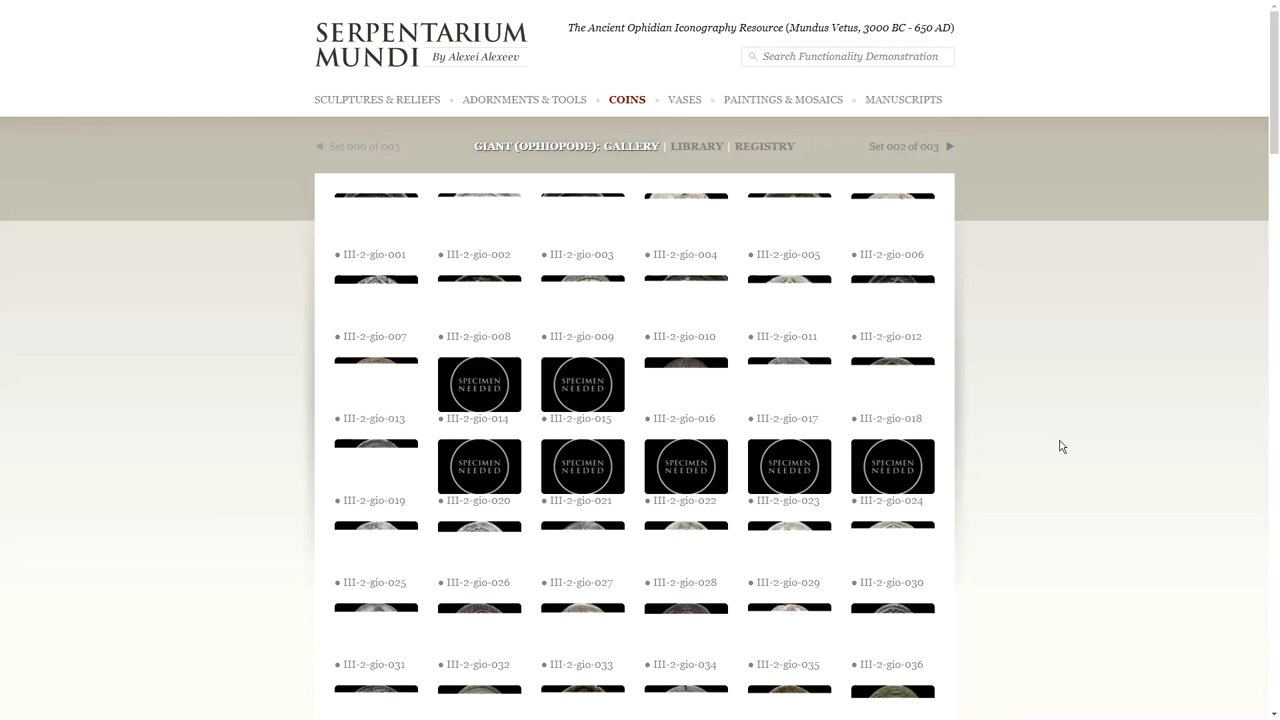 SERPENTARIUM
MUNDI By Alexei Alexeev
The Ancient Ophidian Iconography Resource (Mundus Vetus, 3000 BC - 650 AD)
Search Functionality Demonstration
SCULPTURES & RELIEFS ADORNMENTS & TOOLS COINS VASES PAINTINGS & MOSAICS MANUSCRIPTS
Set 000 of 003 GIANT (OPHIOPODE): GALLERY | LIBRARY | REGISTRY Set 002 of 003
● III-2-gio-001 ● III-2-gio-002 ● III-2-gio-003 ● III-2-gio-004 ● III-2-gio-005 ● III-2-gio-006
● III-2-gio-007 ● III-2-gio-008 ● III-2-gio-009 ● III-2-gio-010 ● III-2-gio-011 ● III-2-gio-012
SPECIMEN NEEDED SPECIMEN NEEDED
● III-2-gio-013 ● III-2-gio-014 ● III-2-gio-015 ● III-2-gio-016 ● III-2-gio-017 ● III-2-gio-018
SPECIMEN NEEDED SPECIMEN NEEDED SPECIMEN NEEDED SPECIMEN NEEDED SPECIMEN NEEDED
● III-2-gio-019 ● III-2-gio-020 ● III-2-gio-021 ● III-2-gio-022 ● III-2-gio-023 ● III-2-gio-024
● III-2-gio-025 ● III-2-gio-026 ● III-2-gio-027 ● III-2-gio-028 ● III-2-gio-029 ● III-2-gio-030
● III-2-gio-031 ● III-2-gio-032 ● III-2-gio-033 ● III-2-gio-034 ● III-2-gio-035 ● III-2-gio-036